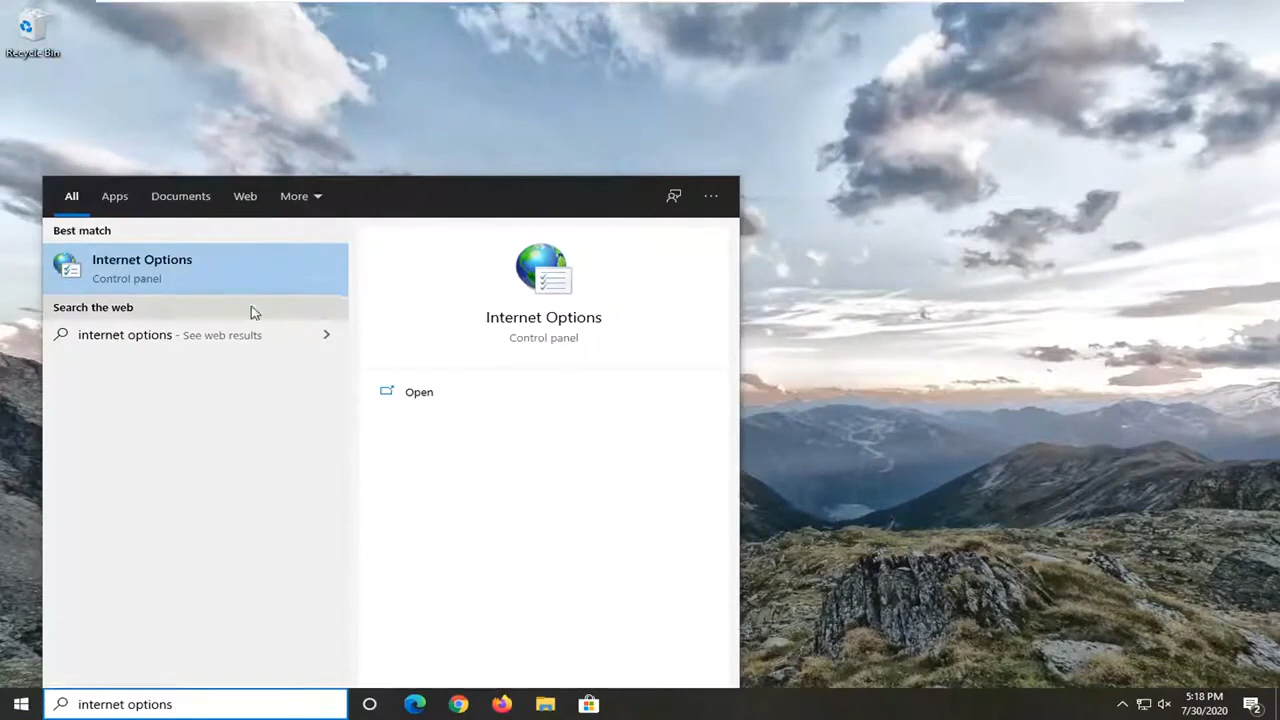 Recycle Bin
All Apps Documents Web More
Best match
Internet Options
Control panel
Search the web
internet options - See web results
Internet Options
Control panel
Open
internet options
5:18 PM
7/30/2020
2